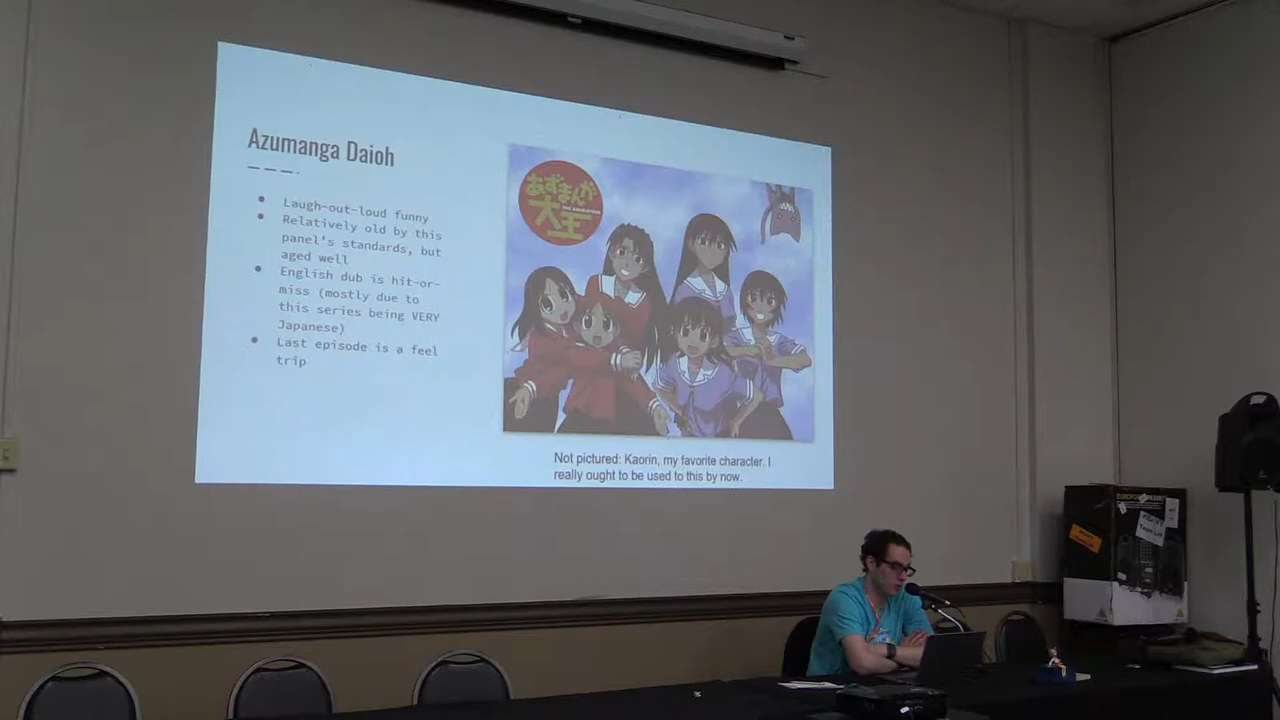 Azumanga Daioh
Laugh-out-loud funny
Relatively old by this
panel's standards, but
aged well
English dub is hit-or-
miss (mostly due to
this series being VERY
Japanese)
Last episode is a feel
trip
あずまんが
大王
THE ANIMATION
Not pictured: Kaorin, my favorite character. I
really ought to be used to this by now.